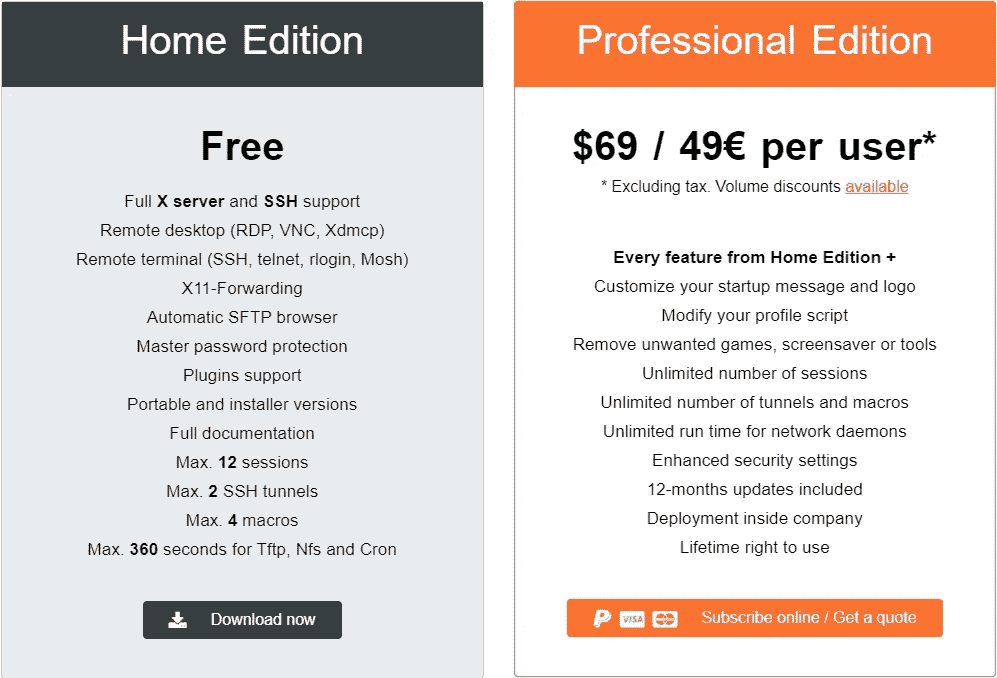 Home Edition
Free
Full X server and SSH support
Remote desktop (RDP, VNC, Xdmcp)
Remote terminal (SSH, telnet, rlogin, Mosh)
X11-Forwarding
Automatic SFTP browser
Master password protection
Plugins support
Portable and installer versions
Full documentation
Max. 12 sessions
Max. 2 SSH tunnels
Max. 4 macros
Max. 360 seconds for Tftp, Nfs and Cron
Download now
Professional Edition
$69 / 49€ per user*
* Excluding tax. Volume discounts available
Every feature from Home Edition +
Customize your startup message and logo
Modify your profile script
Remove unwanted games, screensaver or tools
Unlimited number of sessions
Unlimited number of tunnels and macros
Unlimited run time for network daemons
Enhanced security settings
12-months updates included
Deployment inside company
Lifetime right to use
VISA Subscribe online / Get a quote